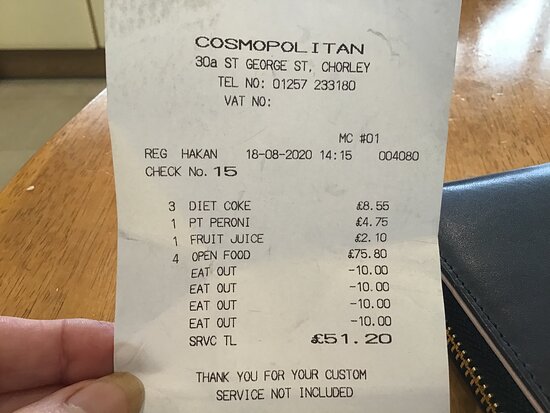 COSMOPOLITAN
30a ST GEORGE ST, CHORLEY
TEL NO: 01257 233180
VAT NO:
MC #01
REG HAKAN 18-08-2020 14:15 004080
CHECK No. 15
3 DIET COKE £8.55
1 PT PERONI £4.75
1 FRUIT JUICE £2.10
4 OPEN FOOD £75.80
EAT OUT -10.00
EAT OUT -10.00
EAT OUT -10.00
EAT OUT -10.00
SRVC TL £51.20
THANK YOU FOR YOUR CUSTOM
SERVICE NOT INCLUDED